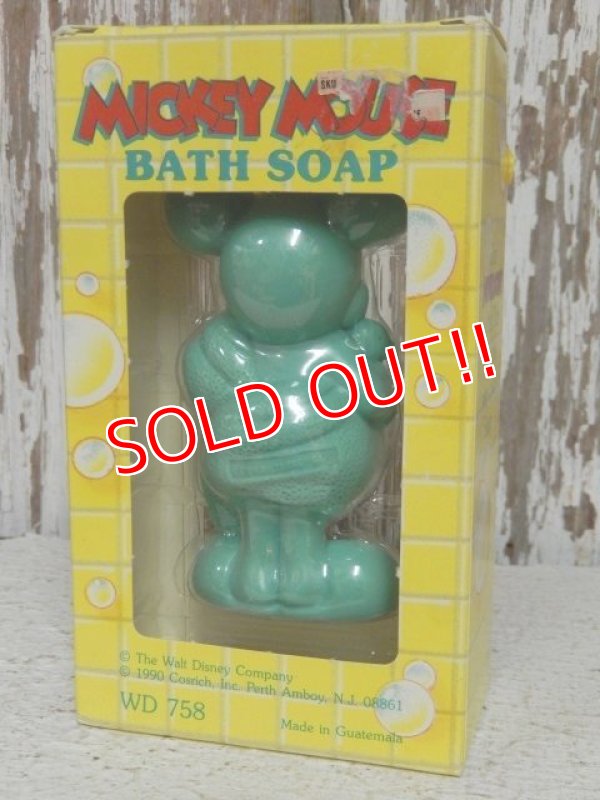 MICKEY MOUSE
BATH SOAP
SKU
SOLD OUT!!
© The Walt Disney Company
© 1990 Cosrich, Inc. Perth Amboy, N.J. 08861
WD 758
Made in Guatemala